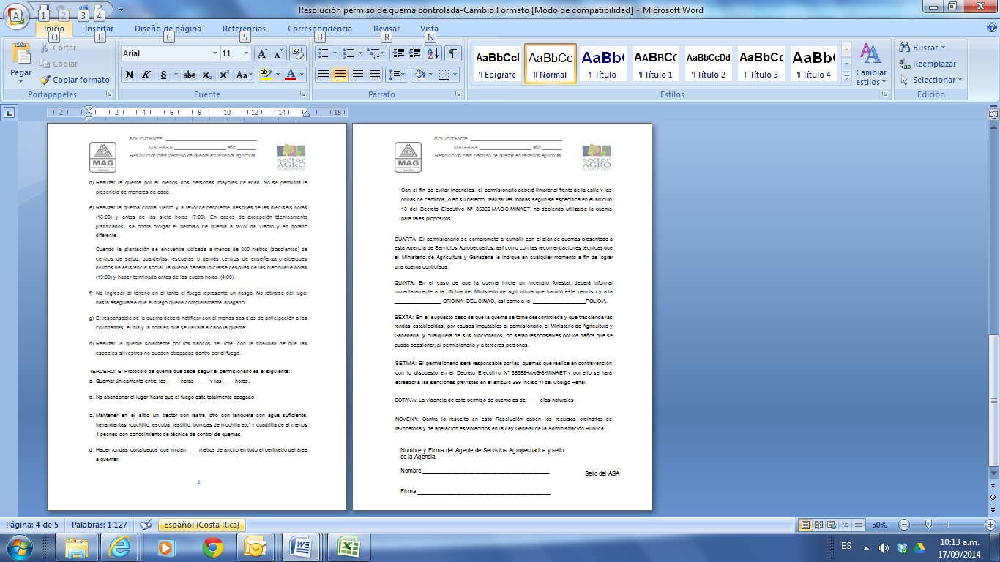 Resolución permiso de quema controlada-Cambio Formato [Modo de compatibilidad] - Microsoft Word
A 1 2 3 4
Inicio Insertar Diseño de página Referencias Correspondencia Revisar Vista
O B C S D R N
Pegar
Cortar
Copiar
Copiar formato
Portapapeles
Arial 11
N K S abc x₂ x² Aa ab A
Fuente
Párrafo
AaBbCcI AaBbCc AaBb( AaBBCc AaBbCcDd AaBbCc AaBbC
¶ Epígrafe ¶ Normal ¶ Título ¶ Título 1 ¶ Título 2 ¶ Título 3 ¶ Título 4
Cambiar
estilos
Estilos
Buscar
Reemplazar
Seleccionar
Edición
2 2 4 6 8 10 12 14 18
SOLICITANTE: ______________________________
MAG-ASA _________________ año ______
Resolución para permiso de quema en terrenos agrícolas
MAG
sector
AGRO
ALIMENTARIO
d) Realizar la quema por al menos dos personas mayores de edad. No se permitirá la
presencia de menores de edad.
e) Realizar la quema contra viento y a favor de pendiente, después de las dieciséis horas
(16:00) y antes de las siete horas (7:00). En casos de excepción técnicamente
justificados, se podrá otorgar el permiso de quema a favor de viento y en horario
diferente.
Cuando la plantación se encuentre ubicada a menos de 200 metros (doscientos) de
centros de salud, guarderías, escuelas o demás centros de enseñanza o albergues
diurnos de asistencia social, la quema deberá iniciarse después de las diecinueve horas
(19:00) y haber terminado antes de las cuatro horas (4:00).
f) No ingresar al terreno en el tanto el fuego represente un riesgo. No retirarse del lugar
hasta asegurarse que el fuego quede completamente apagado.
g) El responsable de la quema deberá notificar con al menos dos días de anticipación a los
colindantes, el día y la hora en que se llevará a cabo la quema.
h) Realizar la quema solamente por los flancos del lote, con la finalidad de que las
especies silvestres no queden atrapadas dentro por el fuego.
TERCERO: El Protocolo de quema que debe seguir el permisionario es el siguiente:
a. Quemar únicamente entre las ____ horas _____y las ____horas.
b. No abandonar el lugar hasta que el fuego este totalmente apagado.
c. Mantener en el sitio un tractor con rastra, otro con tanqueta con agua suficiente,
herramientas (cuchillo, escoba, rastrillo, bombas de mochila etc) y cuadrilla de al menos
4 peones con conocimiento de técnica de control de quemas.
d. Hacer rondas cortafuegos que midan ___ metros de ancho en todo el perímetro del área
a quemar.
4
SOLICITANTE: ______________________________
MAG-ASA _________________ año ______
Resolución para permiso de quema en terrenos agrícolas
MAG
sector
AGRO
ALIMENTARIO
Con el fin de evitar incendios, el permisionario deberá limpiar el frente de la calle y las
orillas de caminos, o en su defecto, realizar las rondas según se especifica en el artículo
13 del Decreto Ejecutivo N° 35368-MAG-S-MINAET, no debiendo utilizarse la quema
para tales propósitos.
CUARTA :El permisionario se compromete a cumplir con el plan de quemas presentado a
esta Agencia de Servicios Agropecuarios, así como con las recomendaciones técnicas que
el Ministerio de Agricultura y Ganadería le indique en cualquier momento a fin de lograr
una quema controlada.
QUINTA: En el caso de que la quema inicie un incendio forestal, deberá informar
inmediatamente a la oficina del Ministerio de Agricultura que tramitó este permiso y a la
________________ OFICINA DEL SINAC, así como a la __________________POLICÍA.
SEXTA: En el supuesto caso de que la quema se torne descontrolada y que trascienda las
rondas establecidas, por causas imputables al permisionario, el Ministerio de Agricultura y
Ganadería, y cualquiera de sus funcionarios, no serán responsables por los daños que se
pueda ocasionar, al permisionario y a terceras personas.
SETIMA: El permisionario será responsable por las quemas que realice en contravención
con lo dispuesto en el Decreto Ejecutivo N° 35368-MAG-S-MINAET y por ello se hará
acreedor a las sanciones previstas en el artículo 399 inciso 1) del Código Penal.
OCTAVA: La vigencia de este permiso de quema es de ____ días naturales.
NOVENA: Contra lo resuelto en esta Resolución caben los recursos ordinarios de
revocatoria y de apelación establecidos en la Ley General de la Administración Pública.
Nombre y Firma del Agente de Servicios Agropecuarios y sello
de la Agencia.
Nombre ______________________________________
Sello del ASA
Firma ________________________________________
Página: 4 de 5 Palabras: 1.127 Español (Costa Rica) 50%
ES 10:13 a.m.
17/09/2014